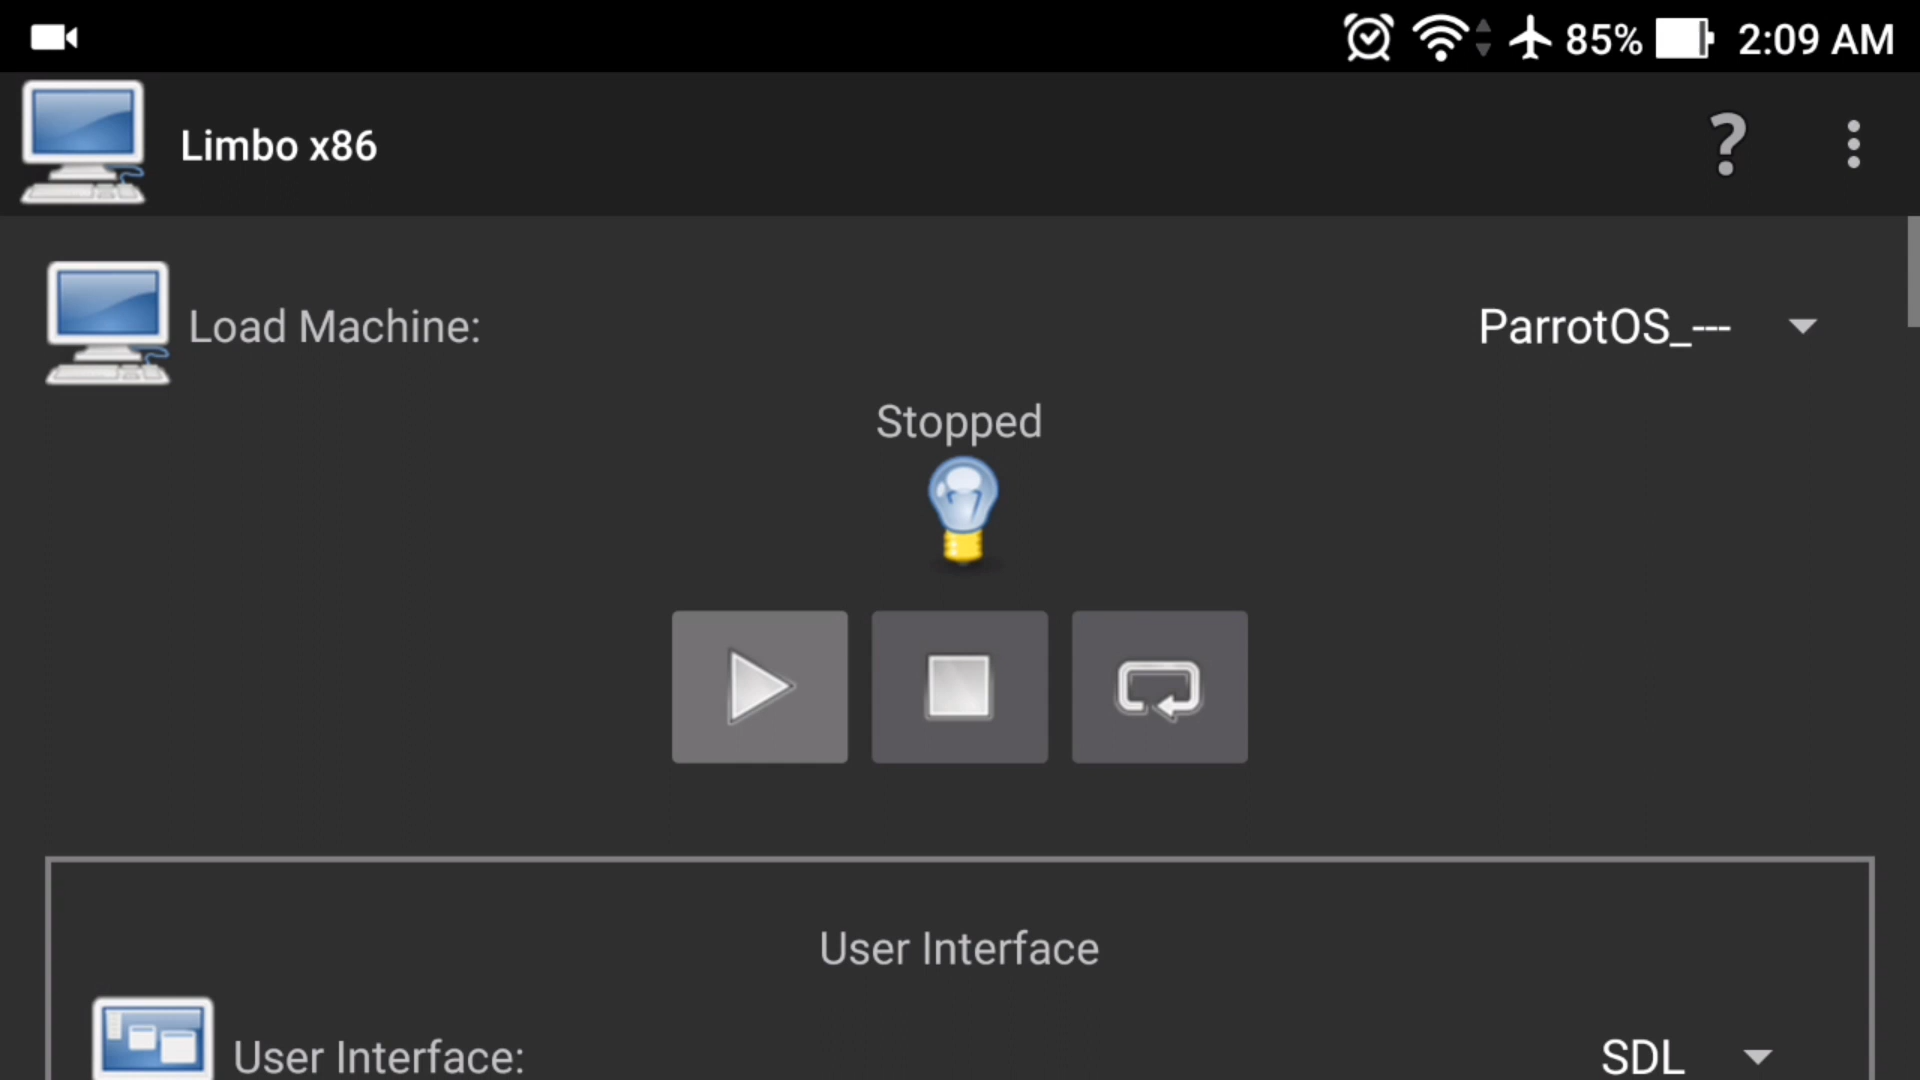 85% 2:09 AM
Limbo x86
?
Load Machine: ParrotOS_---
Stopped
User Interface
User Interface: SDL